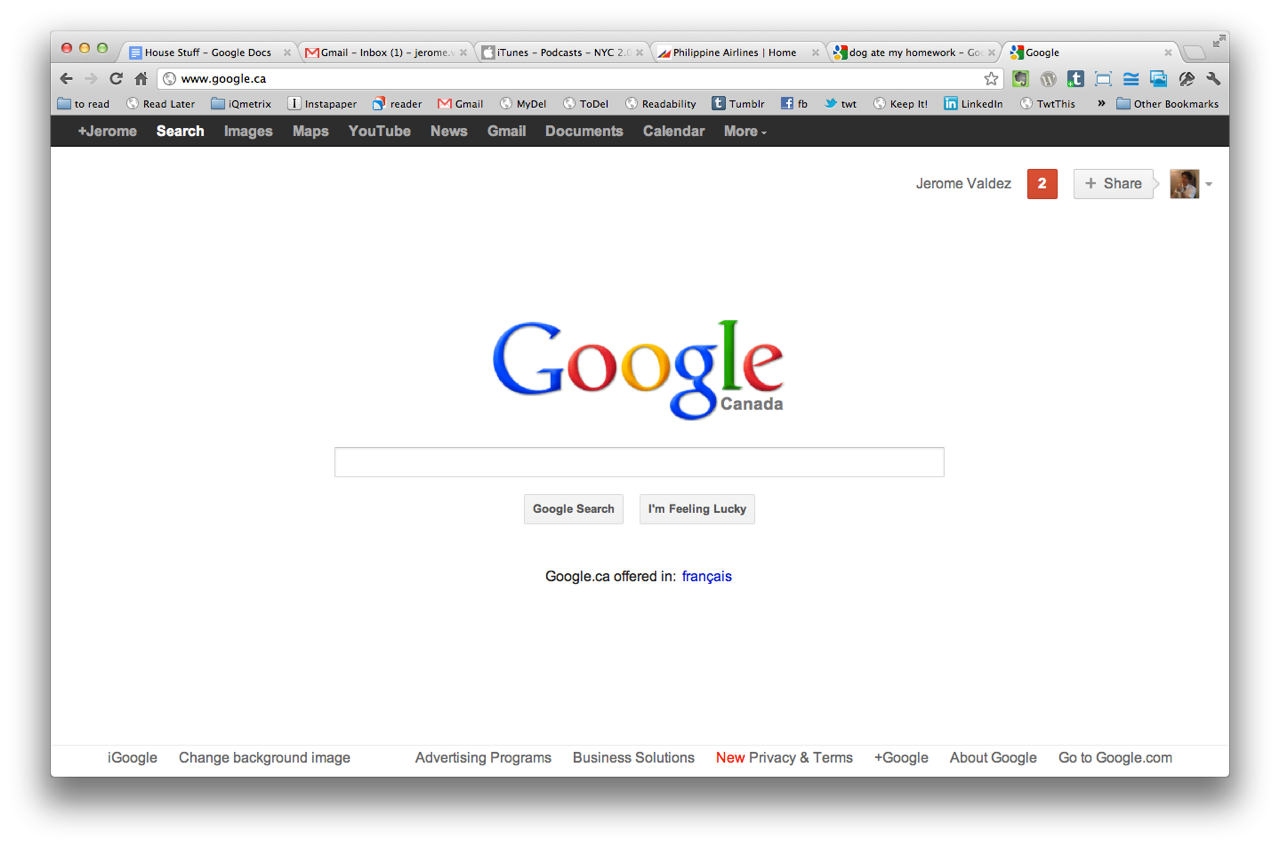 House Stuff - Google Docs
Gmail - Inbox (1) - jerome.v
iTunes - Podcasts - NYC 2.0
Philippine Airlines | Home
dog ate my homework - Go
Google
www.google.ca
to read Read Later iQmetrix Instapaper reader Gmail MyDel ToDel Readability Tumblr fb twt Keep It! LinkedIn TwtThis » Other Bookmarks
+Jerome Search Images Maps YouTube News Gmail Documents Calendar More
Jerome Valdez 2 + Share
Google
Canada
Google Search I'm Feeling Lucky
Google.ca offered in: français
iGoogle Change background image Advertising Programs Business Solutions New Privacy & Terms +Google About Google Go to Google.com